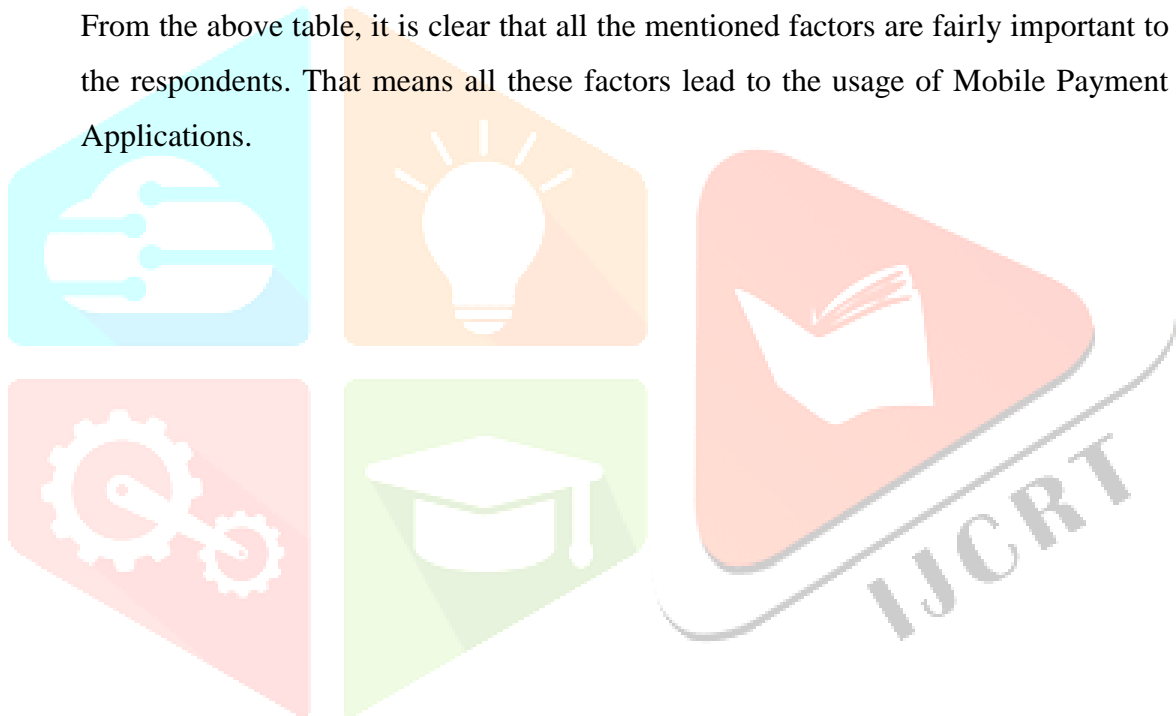 From the above table, it is clear that all the mentioned factors are fairly important to
the respondents. That means all these factors lead to the usage of Mobile Payment
Applications.
IJCRT